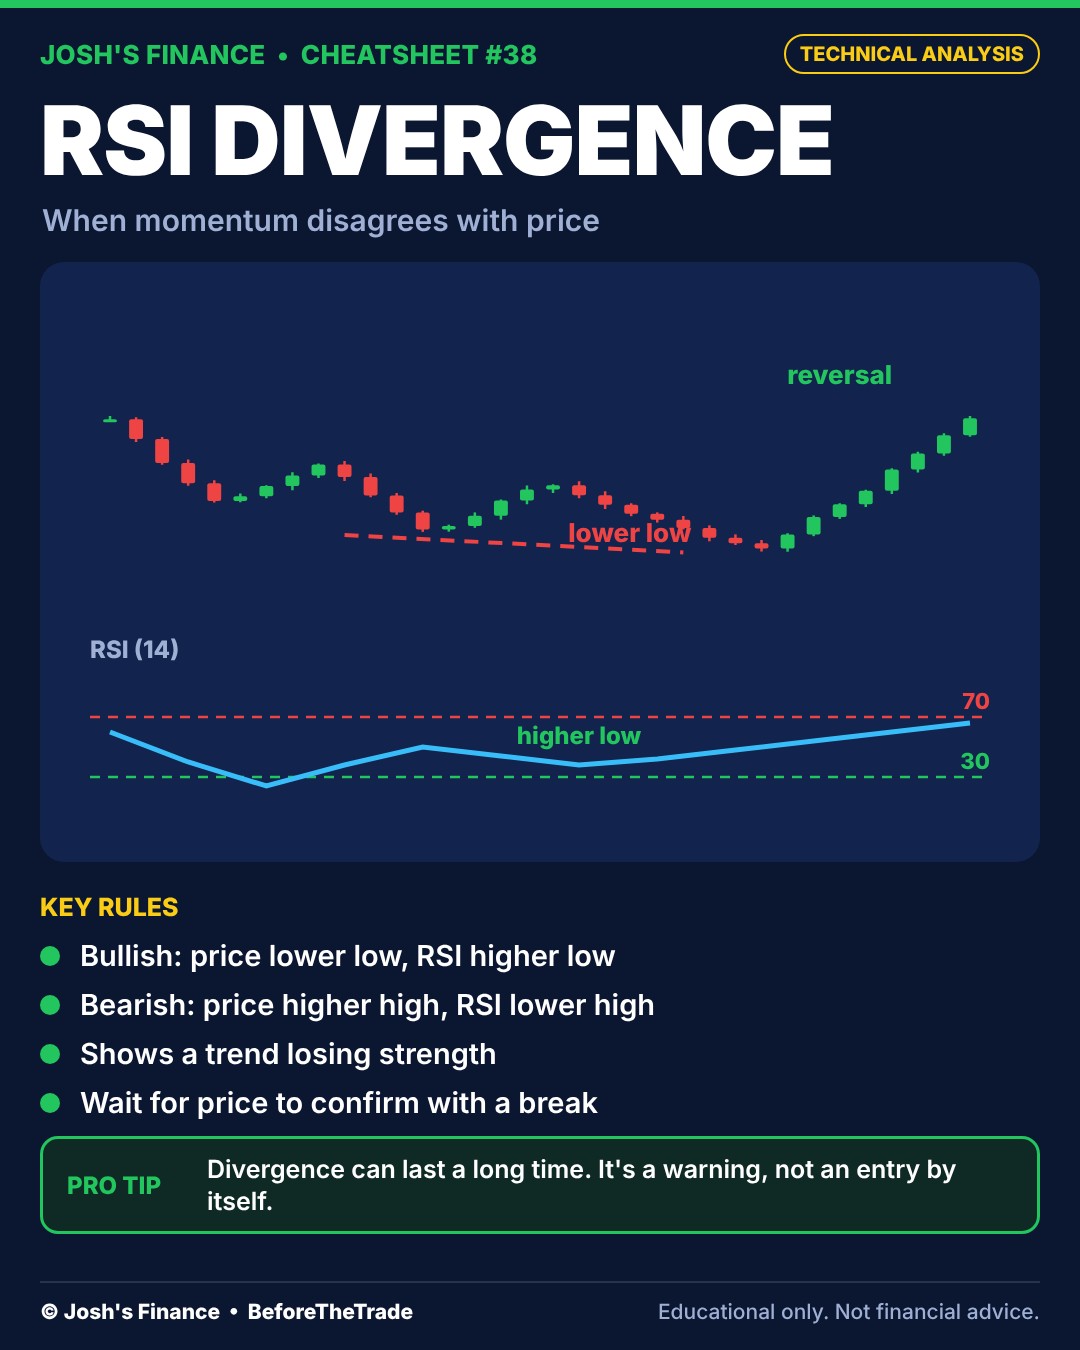 JOSH'S FINANCE • CHEATSHEET #38
TECHNICAL ANALYSIS
RSI DIVERGENCE
When momentum disagrees with price
reversal
lower low
RSI (14)
70
higher low
30
KEY RULES
Bullish: price lower low, RSI higher low
Bearish: price higher high, RSI lower high
Shows a trend losing strength
Wait for price to confirm with a break
PRO TIP
Divergence can last a long time. It's a warning, not an entry by
itself.
© Josh's Finance • BeforeTheTrade
Educational only. Not financial advice.